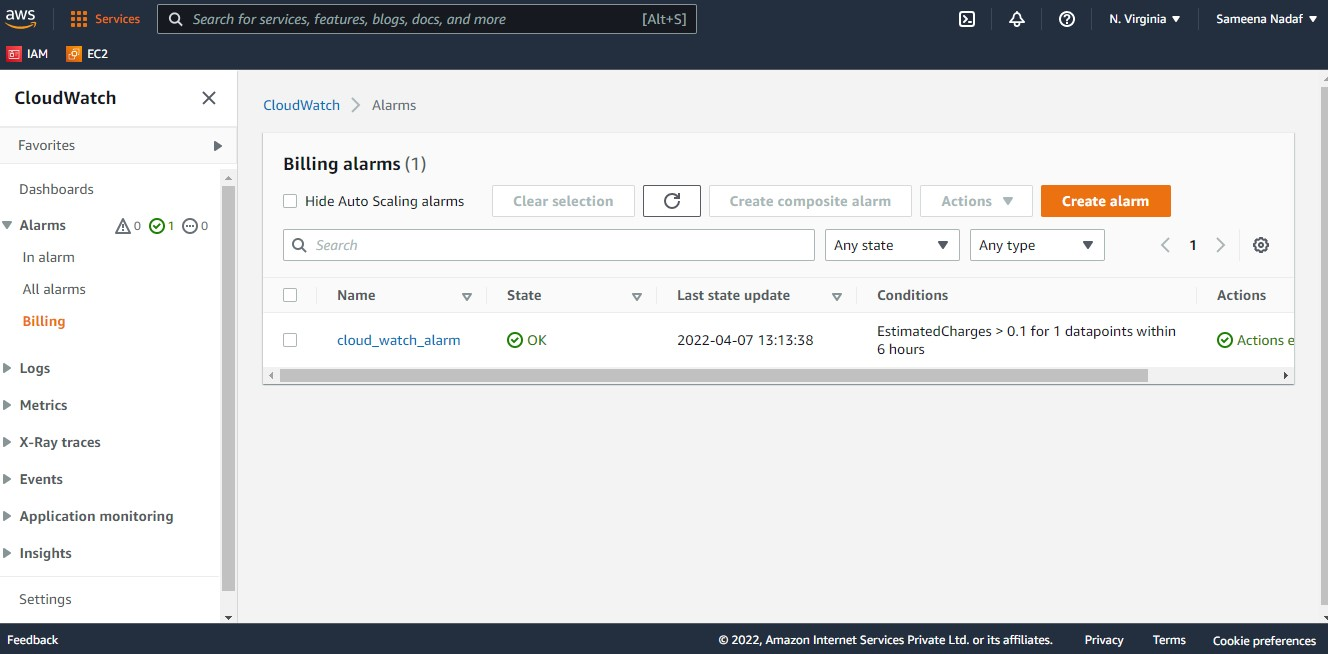 aws
Services
Search for services, features, blogs, docs, and more
[Alt+S]
N. Virginia
Sameena Nadaf
IAM
EC2
CloudWatch
Favorites
Dashboards
Alarms
0
1
0
In alarm
All alarms
Billing
Logs
Metrics
X-Ray traces
Events
Application monitoring
Insights
Settings
CloudWatch
Alarms
Billing alarms (1)
Hide Auto Scaling alarms
Clear selection
Create composite alarm
Actions
Create alarm
Search
Any state
Any type
1
Name
State
Last state update
Conditions
Actions
cloud_watch_alarm
OK
2022-04-07 13:13:38
EstimatedCharges > 0.1 for 1 datapoints within
6 hours
Actions e
Feedback
© 2022, Amazon Internet Services Private Ltd. or its affiliates.
Privacy
Terms
Cookie preferences